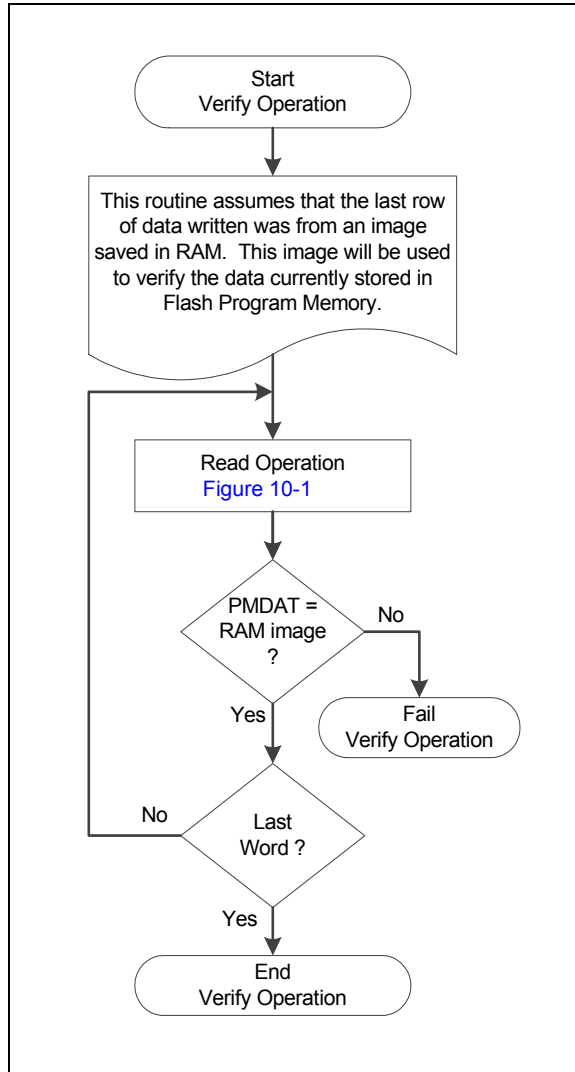 Start
Verify Operation
This routine assumes that the last row
of data written was from an image
saved in RAM. This image will be used
to verify the data currently stored in
Flash Program Memory.
Read Operation
Figure 10-1
PMDAT =
RAM image
?
No
Yes
Fail
Verify Operation
No
Last
Word ?
Yes
End
Verify Operation